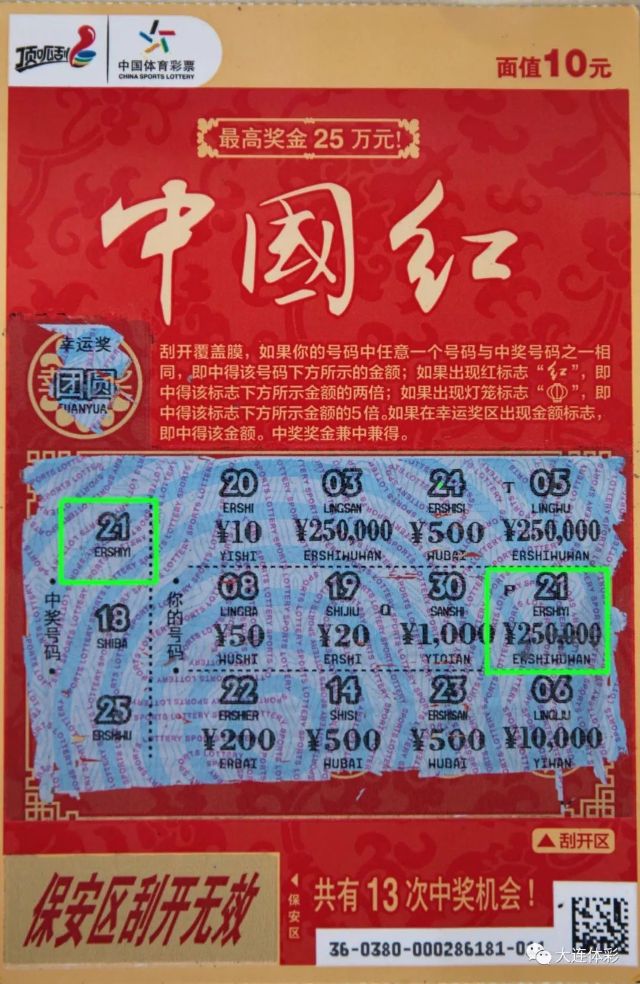 顶呱刮
中国体育彩票
CHINA SPORTS LOTTERY
面值10元
最高奖金 25 万元!
中國红
幸运奖
团圆
刮开覆盖膜，如果你的号码中任意一个号码与中奖号码之一相
同，即中得该号码下方所示的金额；如果出现红标志“红”，即
中得该标志下方所示金额的两倍；如果出现灯笼标志“”，即
中得该标志下方所示金额的5倍。如果在幸运奖区出现金额标志，
即中得该金额。中奖奖金兼中兼得。
中奖号码
21
ERSHIYI
18
SHIBA
25
ERSHIWU
你的号码
20 03 24 T 05
ERSHI LINGSAN ERSHISI LINGWU
¥10 ¥250,000 ¥500 ¥250,000
YISHI ERSHIWUWAN WUBAI ERSHIWUWAN
08 19 Q 30 P 21
LINGBA SHIJIU SANSHI ERSHIYI
¥50 ¥20 ¥1,000 ¥250,000
WUSHI ERSHI YIQIAN ERSHIWUWAN
22 14 23 06
ERSHIER SHISI ERSHISAN LINGLIU
¥200 ¥500 ¥500 ¥10,000
ERBAI WUBAI WUBAI YIWAN
刮开区
保安区刮开无效
保安区
共有 13 次中奖机会！
36-0380-000286181-0
大连体彩